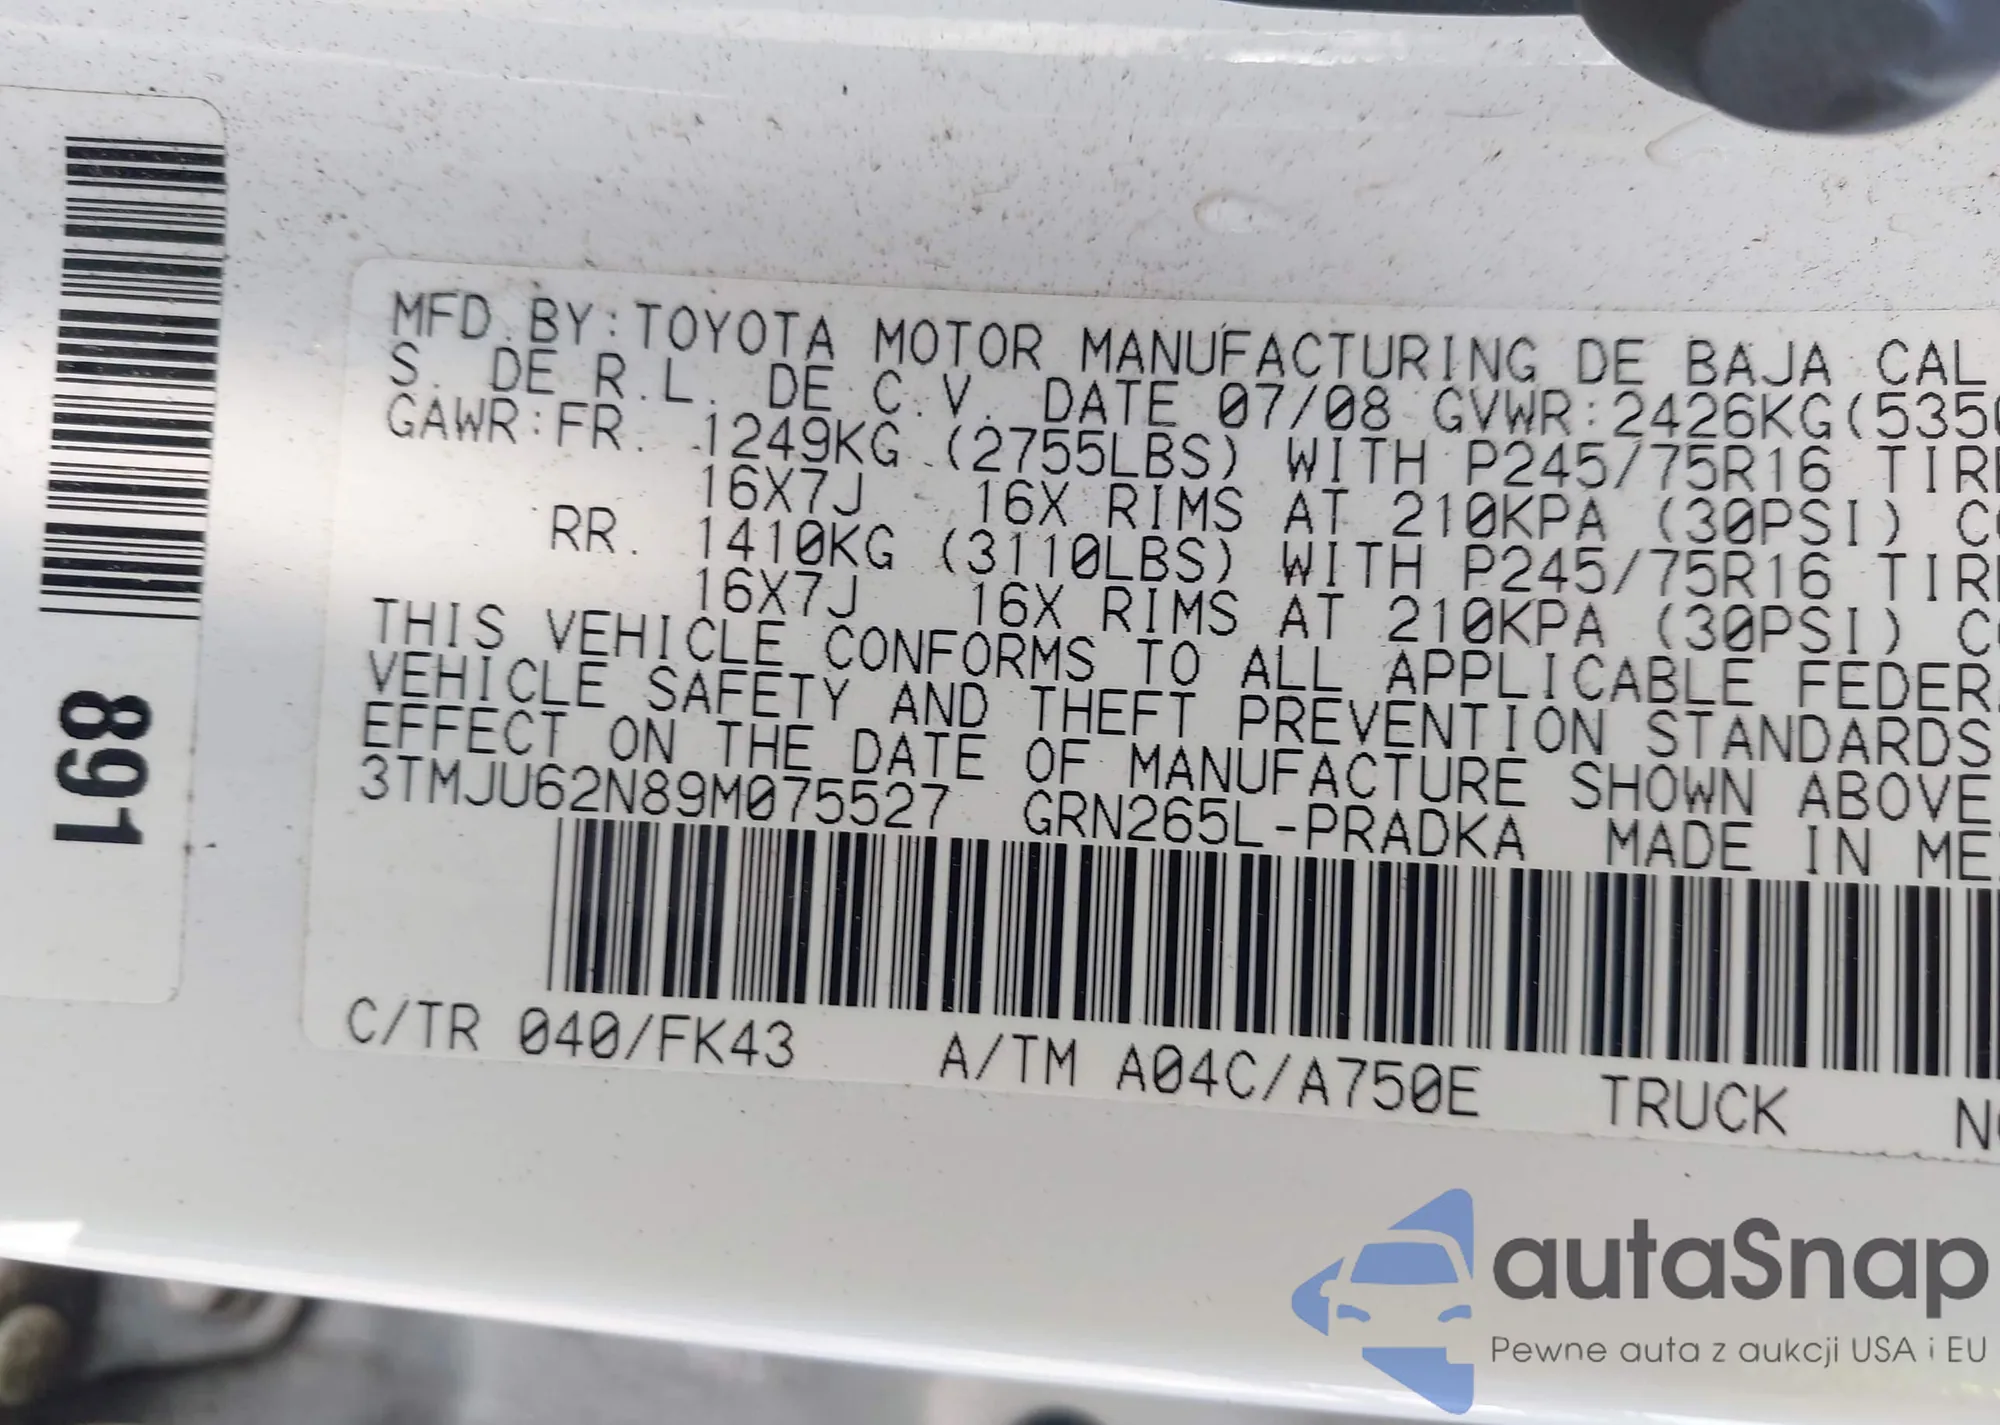 891
MFD.BY:TOYOTA MOTOR MANUFACTURING DE BAJA CAL
S. DE R.L. DE C.V. DATE 07/08 GVWR:2426KG(535
GAWR:FR. 1249KG (2755LBS) WITH P245/75R16 TIR
16X7J 16X RIMS AT 210KPA (30PSI) C
RR. 1410KG (3110LBS) WITH P245/75R16 TIR
16X7J 16X RIMS AT 210KPA (30PSI) C
THIS VEHICLE CONFORMS TO ALL APPLICABLE FEDER
VEHICLE SAFETY AND THEFT PREVENTION STANDARDS
EFFECT ON THE DATE OF MANUFACTURE SHOWN ABOVE
3TMJU62N89M075527 GRN265L-PRADKA MADE IN ME
C/TR 040/FK43 A/TM A04C/A750E TRUCK N
autaSnap
Pewne auta z aukcji USA i EU